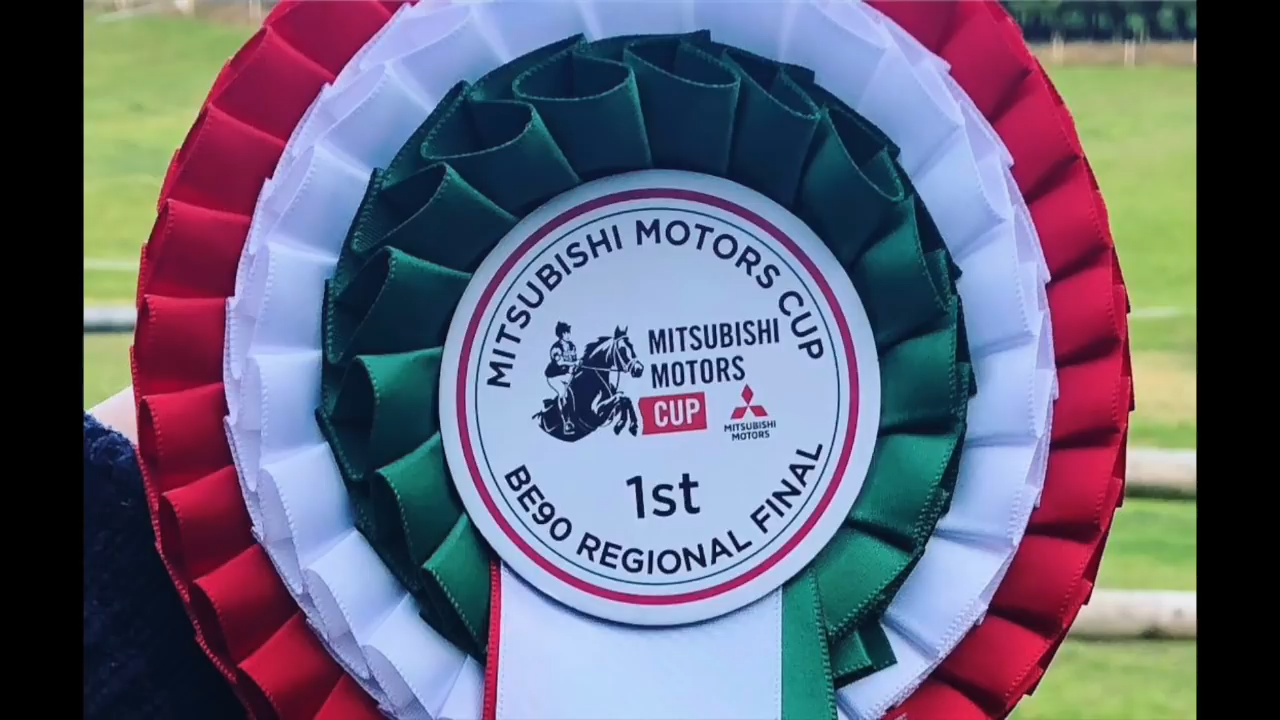 MITSUBISHI MOTORS CUP
MITSUBISHI
MOTORS
CUP
MITSUBISHI
MOTORS
1st
BE90 REGIONAL FINAL